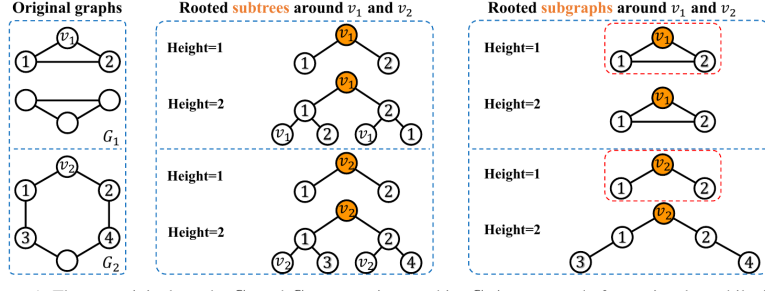 Original graphs
Rooted subtrees around v₁ and v₂
Rooted subgraphs around v₁ and v₂
v₁
1 2
G₁
v₂
1 2
3 4
G₂
Height=1
v₁
1 2
Height=2
v₁
1 2
v₁ 2 v₁ 1
Height=1
v₂
1 2
Height=2
v₂
1 2
v₂ 3 v₂ 4
Height=1
v₁
1 2
Height=2
v₁
1 2
Height=1
v₂
1 2
Height=2
v₂
1 2
3 4